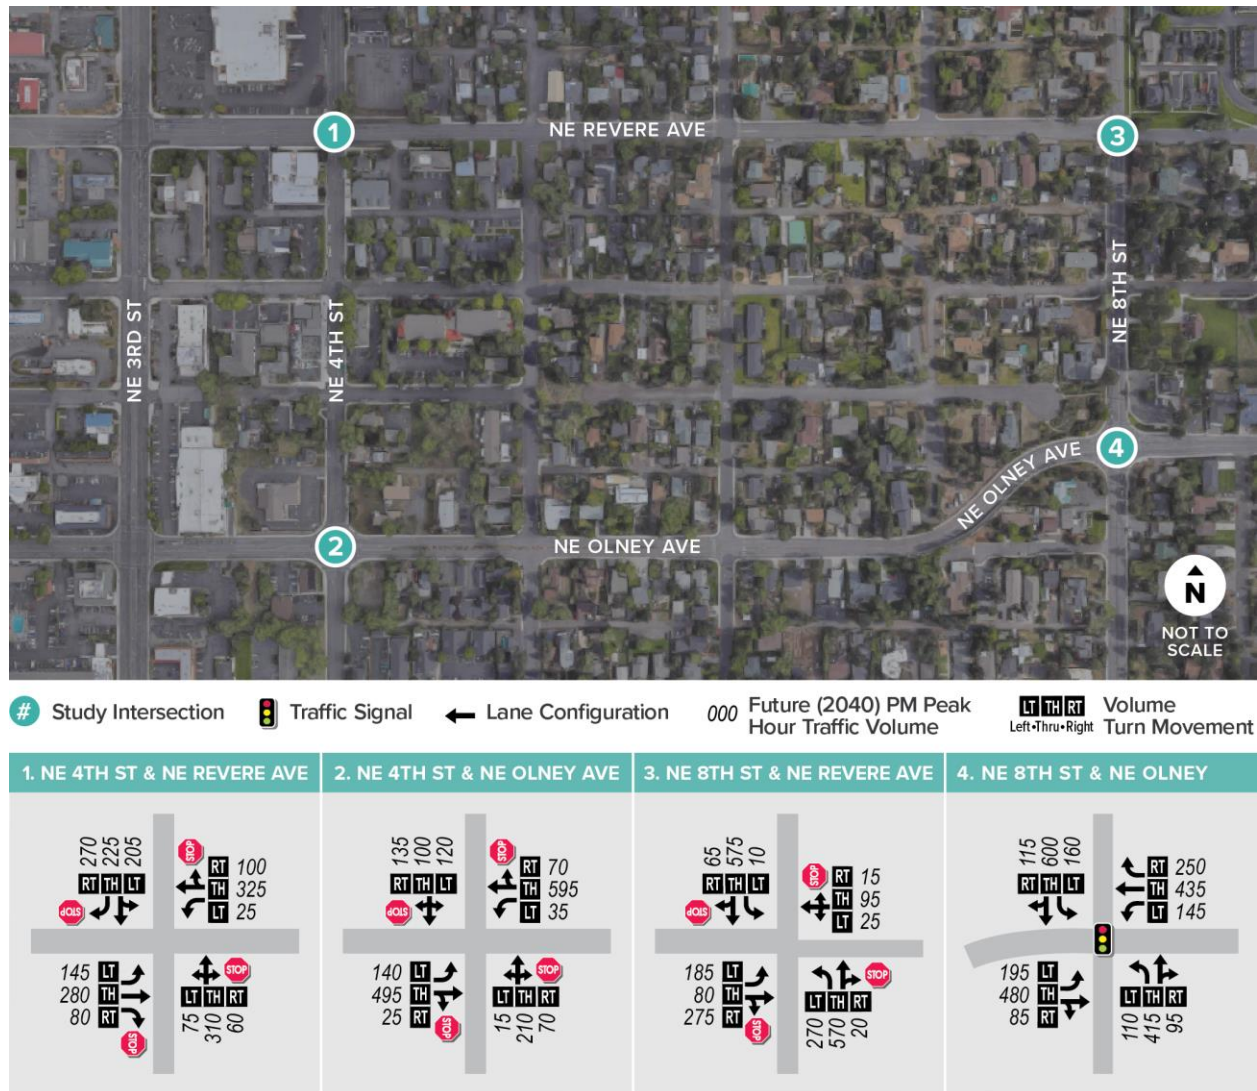 1
NE REVERE AVE
3
NE 3RD ST
NE 4TH ST
NE 8TH ST
4
NE OLNEY AVE
2
NE OLNEY AVE
N
NOT TO
SCALE
# Study Intersection
Traffic Signal
Lane Configuration
000 Future (2040) PM Peak
Hour Traffic Volume
LT TH RT Volume
Left•Thru•Right Turn Movement
1. NE 4TH ST & NE REVERE AVE
270 225 205
RT TH LT
STOP
STOP
RT 100
TH 325
LT 25
145 LT
280 TH
80 RT
STOP
STOP
LT TH RT
75 310 60
2. NE 4TH ST & NE OLNEY AVE
135 100 120
RT TH LT
STOP
STOP
RT 70
TH 595
LT 35
140 LT
495 TH
25 RT
STOP
STOP
LT TH RT
15 210 70
3. NE 8TH ST & NE REVERE AVE
65 575 10
RT TH LT
STOP
STOP
RT 15
TH 95
LT 25
185 LT
80 TH
275 RT
STOP
STOP
LT TH RT
270 570 20
4. NE 8TH ST & NE OLNEY
115 600 160
RT TH LT
RT 250
TH 435
LT 145
195 LT
480 TH
85 RT
LT TH RT
110 415 95